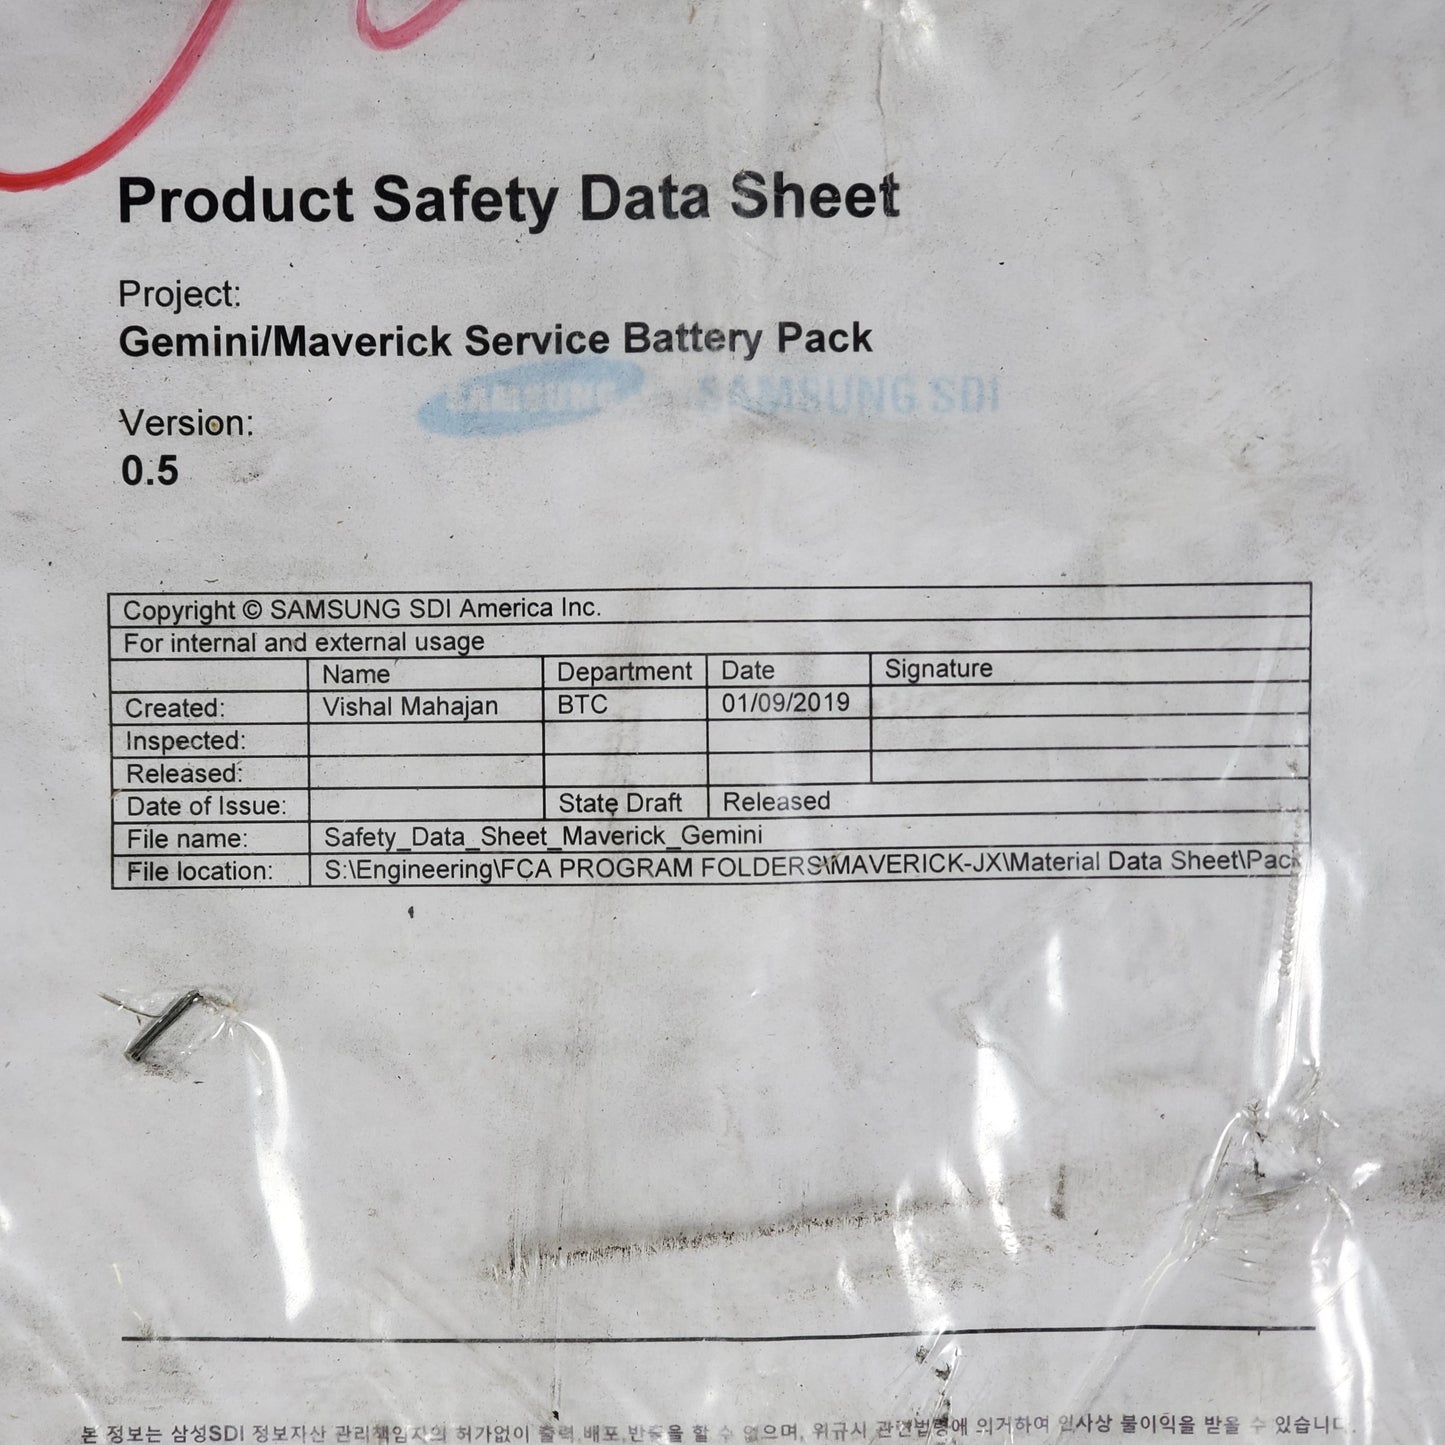 Product Safety Data Sheet
Project:
Gemini/Maverick Service Battery Pack
SAMSUNG SAMSUNG SDI
Version:
0.5
Copyright © SAMSUNG SDI America Inc.
For internal and external usage
Name Department Date Signature
Created: Vishal Mahajan BTC 01/09/2019
Inspected:
Released:
Date of Issue: State Draft Released
File name: Safety_Data_Sheet_Maverick_Gemini
File location: S:\Engineering\FCA PROGRAM FOLDERS\MAVERICK-JX\Material Data Sheet\Pack
본 정보는 삼성SDI 정보자산 관리책임자의 허가없이 출력,배포,반출을 할 수 없으며, 위규시 관련법령에 의거하여 인사상 불이익을 받을 수 있습니다.